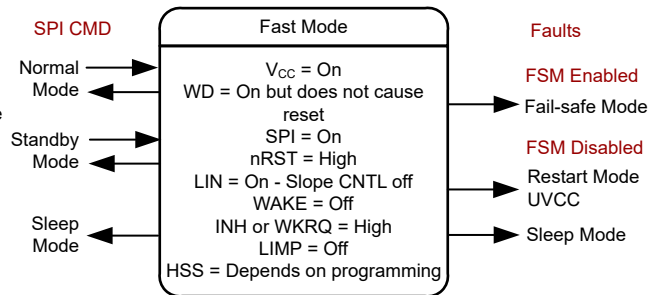 SPI CMD
Normal
Mode
e
Standby
Mode
Sleep
Mode
Fast Mode
VCC = On
WD = On but does not cause
reset
SPI = On
nRST = High
LIN = On - Slope CNTL off
WAKE = Off
INH or WKRQ = High
LIMP = Off
HSS = Depends on programming
Faults
FSM Enabled
Fail-safe Mode
FSM Disabled
Restart Mode
UVCC
Sleep Mode